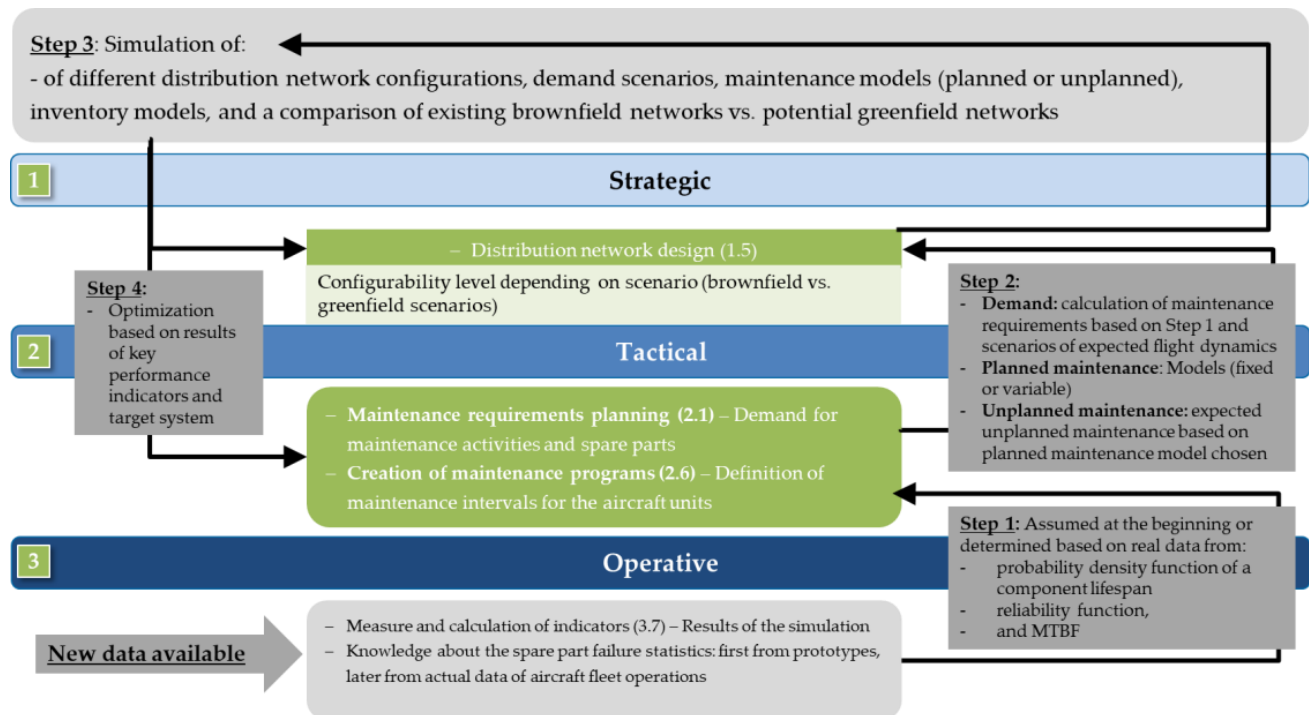 Step 3: Simulation of:
- of different distribution network configurations, demand scenarios, maintenance models (planned or unplanned),
inventory models, and a comparison of existing brownfield networks vs. potential greenfield networks
1
Strategic
– Distribution network design (1.5)
Configurability level depending on scenario (brownfield vs.
greenfield scenarios)
Step 4:
- Optimization
based on results
of key
performance
indicators and
target system
Step 2:
- Demand: calculation of maintenance
requirements based on Step 1 and
scenarios of expected flight dynamics
- Planned maintenance: Models (fixed
or variable)
- Unplanned maintenance: expected
unplanned maintenance based on
planned maintenance model chosen
2
Tactical
– Maintenance requirements planning (2.1) – Demand for
maintenance activities and spare parts
– Creation of maintenance programs (2.6) – Definition of
maintenance intervals for the aircraft units
Step 1: Assumed at the beginning or
determined based on real data from:
- probability density function of a
component lifespan
- reliability function,
- and MTBF
3
Operative
New data available
– Measure and calculation of indicators (3.7) – Results of the simulation
– Knowledge about the spare part failure statistics: first from prototypes,
later from actual data of aircraft fleet operations